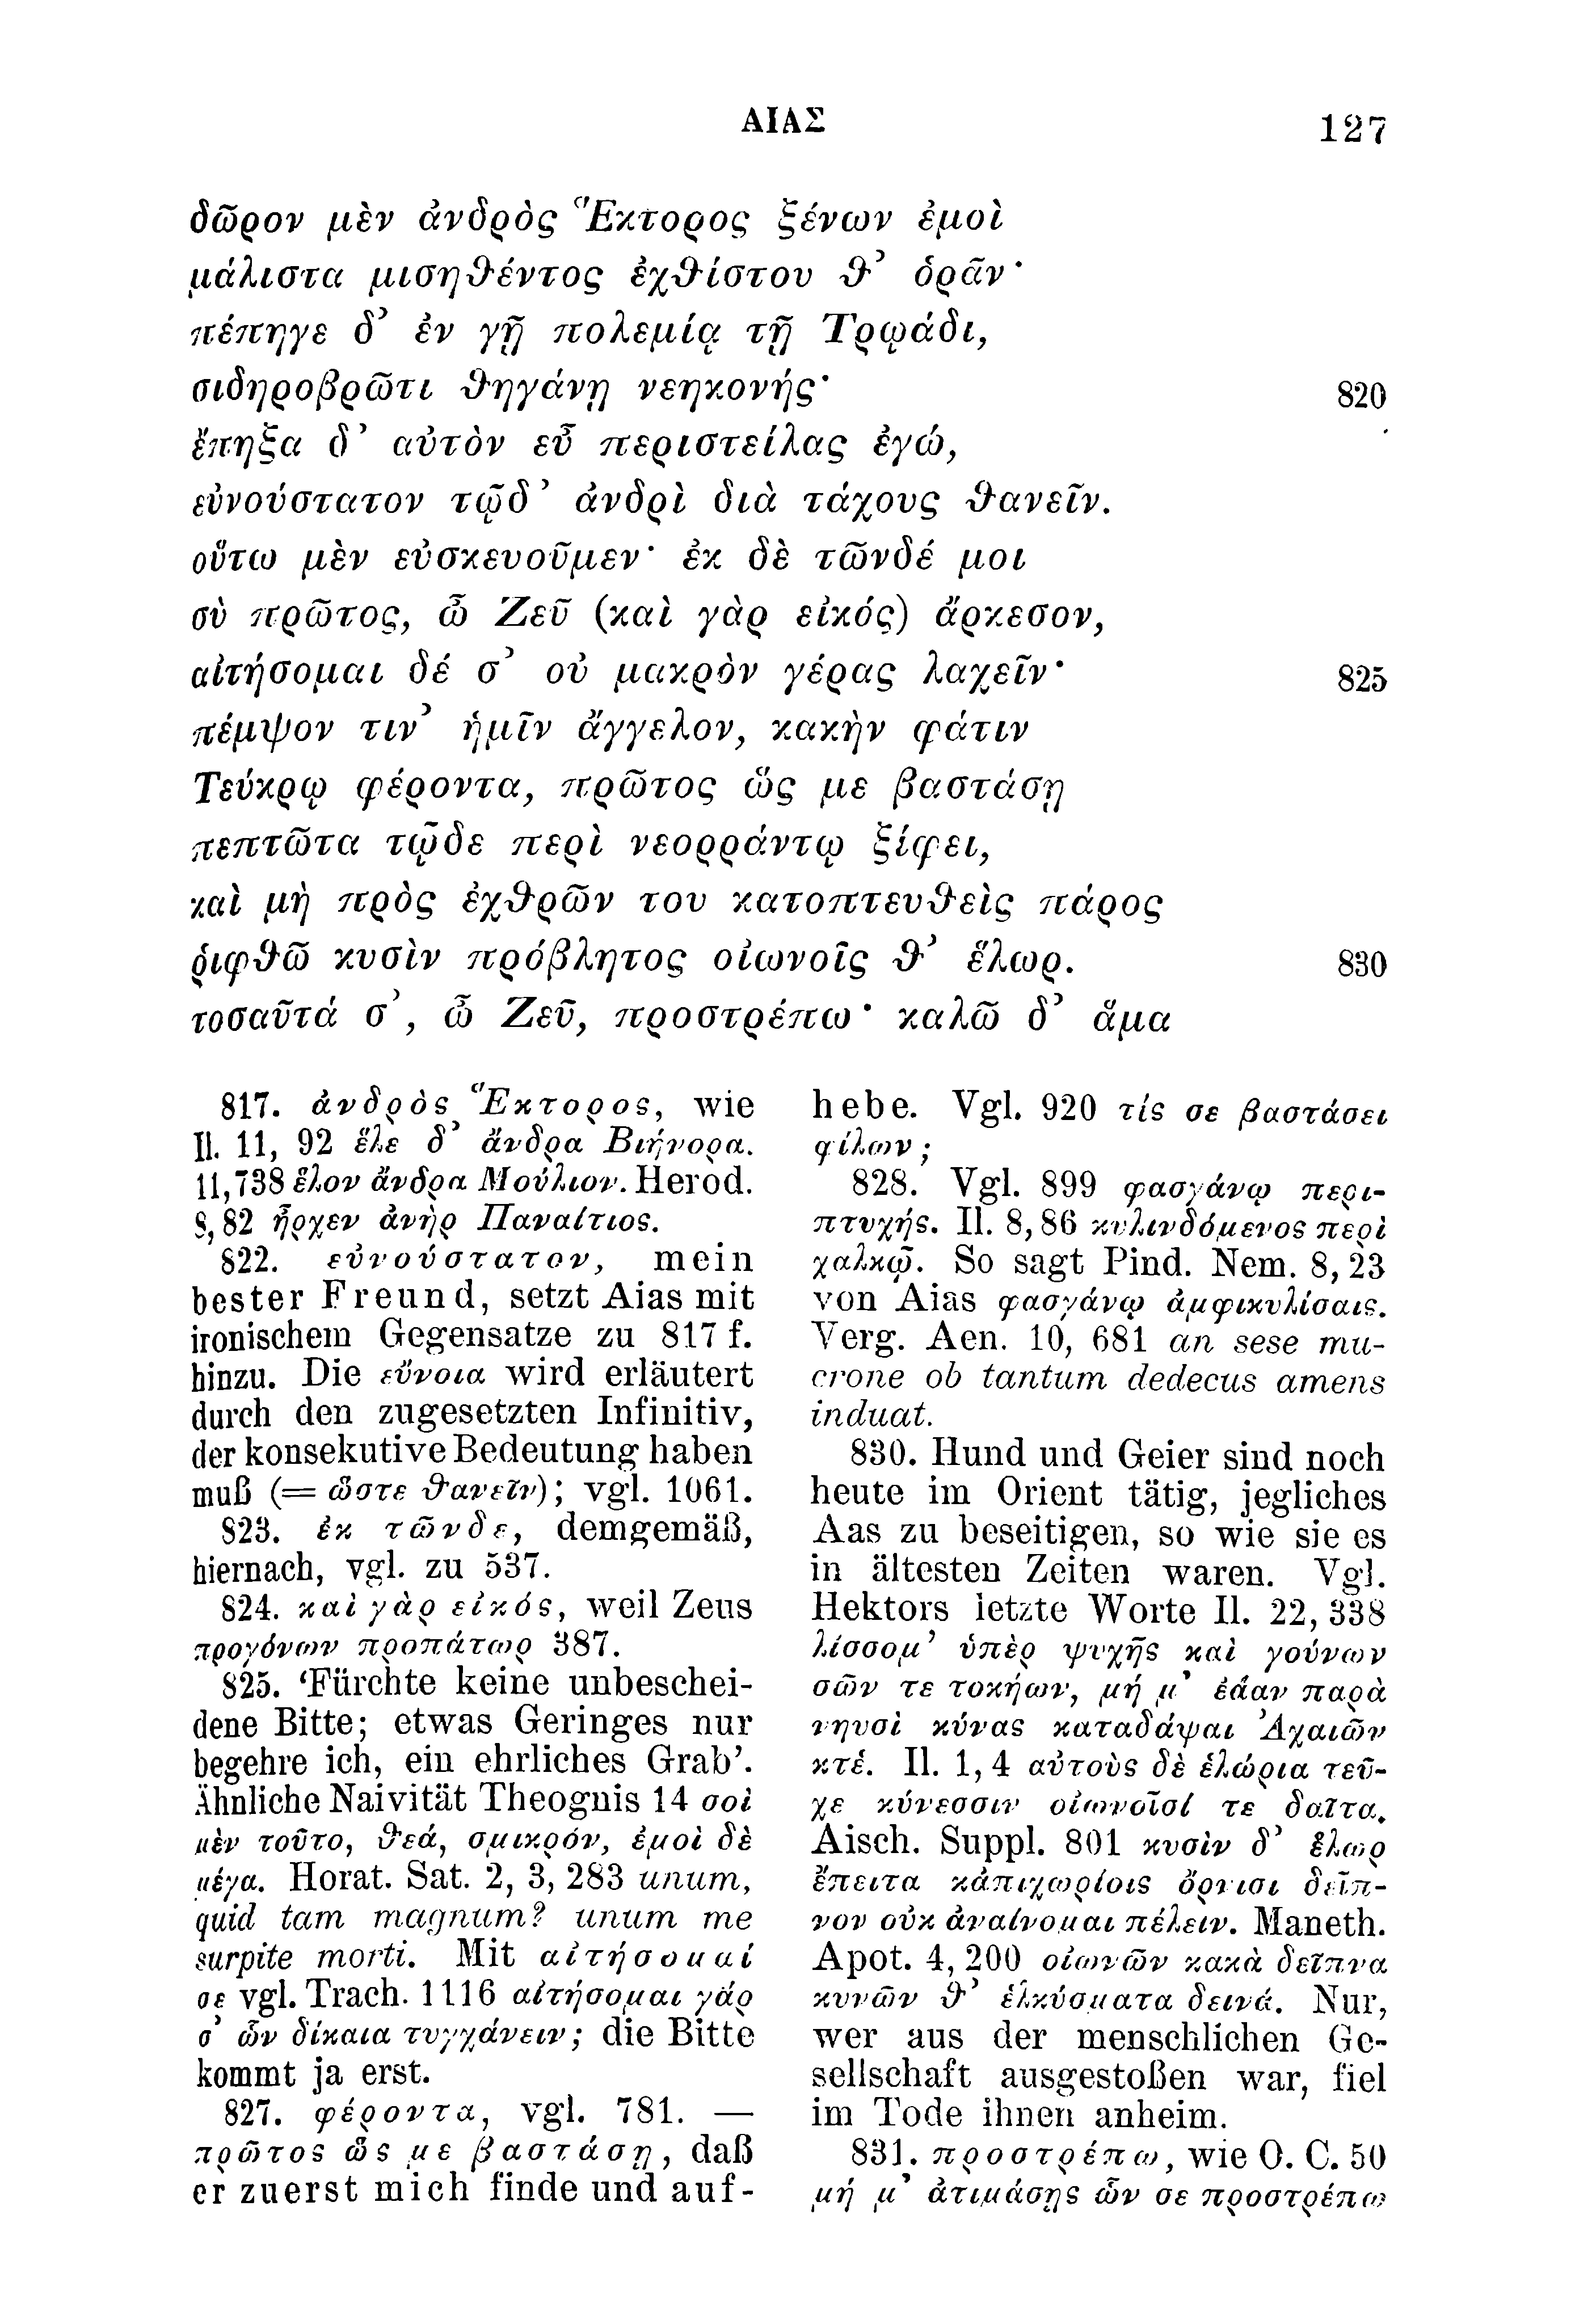 ΑΙΑΣ 127
δῶρον μὲν ἀνδρὸς Ἕκτορος ξένων ἐμοὶ
μάλιστα μισηθέντος ἐχθίστου θ’ ὁρᾶν·
πέπηγε δ’ ἐν γῇ πολεμίᾳ τῇ Τρῳάδι,
σιδηροβρῶτι θηγάνῃ νεηκονής· 820
ἔπηξα δ’ αὐτὸν εὖ περιστείλας ἐγώ,
εὐνούστατον τῷδ’ ἀνδρὶ διὰ τάχους θανεῖν.
οὕτω μὲν εὐσκευοῦμεν· ἐκ δὲ τῶνδέ μοι
σὺ πρῶτος, ὦ Ζεῦ (καὶ γὰρ εἰκός) ἄρκεσον,
αἰτήσομαι δέ σ’ οὐ μακρὸν γέρας λαχεῖν· 825
πέμψον τιν’ ἡμῖν ἄγγελον, κακὴν φάτιν
Τεύκρῳ φέροντα, πρῶτος ὥς με βαστάσῃ
πεπτῶτα τῷδε περὶ νεορράντῳ ξίφει,
καὶ μὴ πρὸς ἐχθρῶν του κατοπτευθεὶς πάρος
ῥιφθῶ κυσὶν πρόβλητος οἰωνοῖς θ’ ἕλωρ. 830
τοσαῦτά σ’, ὦ Ζεῦ, προστρέπω· καλῶ δ’ ἅμα
817. ἀνδρὸς Ἕκτορος, wie
Il. 11, 92 ἕλε δ’ ἄνδρα Βιήνορα.
11,738 ἕλον ἄνδρα Μούλιον. Herod.
8,82 ἦρχεν ἀνὴρ Παναίτιος.
822. εὐνούστατον, mein
bester Freund, setzt Aias mit
ironischem Gegensatze zu 817 f.
hinzu. Die εὔνοια wird erläutert
durch den zugesetzten Infinitiv,
der konsekutive Bedeutung haben
muß (= ὥστε θανεῖν); vgl. 1061.
823. ἐκ τῶνδε, demgemäß,
hiernach, vgl. zu 537.
824. καὶ γὰρ εἰκός, weil Zeus
προγόνων προπάτωρ 387.
825. ‘Fürchte keine unbeschei-
dene Bitte; etwas Geringes nur
begehre ich, ein ehrliches Grab’.
Ähnliche Naivität Theognis 14 σοὶ
μὲν τοῦτο, θεά, σμικρόν, ἐμοὶ δὲ
μέγα. Horat. Sat. 2, 3, 283 unum,
quid tam magnum? unum me
surpite morti. Mit αἰτήσομαί
σε vgl. Trach. 1116 αἰτήσομαι γάρ
σ’ ὧν δίκαια τυγχάνειν; die Bitte
kommt ja erst.
827. φέροντα, vgl. 781. —
πρῶτος ὥς με βαστάσῃ, daß
er zuerst mich finde und auf-
hebe. Vgl. 920 τίς σε βαστάσει
φίλων;
828. Vgl. 899 φασγάνῳ περι-
πτυχής. Il. 8,86 κυλινδόμενος περὶ
χαλκῷ. So sagt Pind. Nem. 8, 23
von Aias φασγάνῳ ἀμφικυλίσαις.
Verg. Aen. 10, 681 an sese mu-
crone ob tantum dedecus amens
induat.
830. Hund und Geier sind noch
heute im Orient tätig, jegliches
Aas zu beseitigen, so wie sie es
in ältesten Zeiten waren. Vgl.
Hektors letzte Worte Il. 22, 338
λίσσομ’ ὑπὲρ ψυχῆς καὶ γούνων
σῶν τε τοκήων, μή μ’ ἐάαν παρὰ
νηυσὶ κύνας καταδάψαι Ἀχαιῶν
κτέ. Il. 1, 4 αὐτοὺς δὲ ἑλώρια τεῦ-
χε κύνεσσιν οἰωνοῖσί τε δαῖτα.
Aisch. Suppl. 801 κυσὶν δ’ ἕλωρ
ἔπειτα κἀπιχωρίοις ὄρνισι δεῖπ-
νον οὐκ ἀναίνομαι πέλειν. Maneth.
Apot. 4, 200 οἰωνῶν κακὰ δεῖπνα
κυνῶν θ’ ἑλκύσματα δεινά. Nur,
wer aus der menschlichen Ge-
sellschaft ausgestoßen war, fiel
im Tode ihnen anheim.
831. προστρέπω, wie O. C. 50
μή μ’ ἀτιμάσῃς ὧν σε προστρέπω